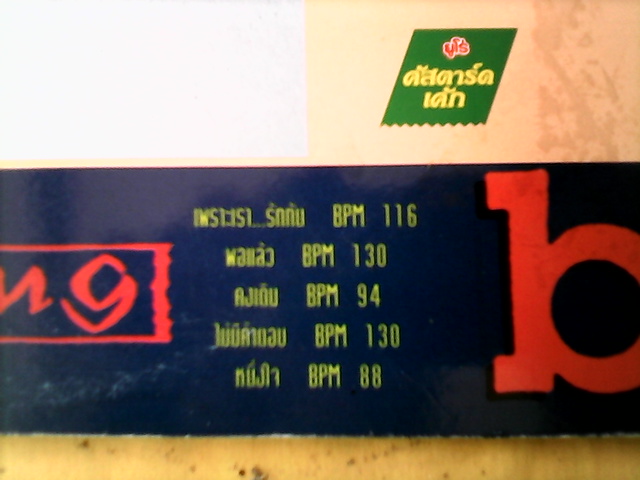 ยูโร่
คัสตาร์ด
เค้ก
เพราะเรา...รักกัน BPM 116
พอแล้ว BPM 130
คงเดิม BPM 94
ไม่มีคำตอบ BPM 130
หนึ่งใจ BPM 88
b